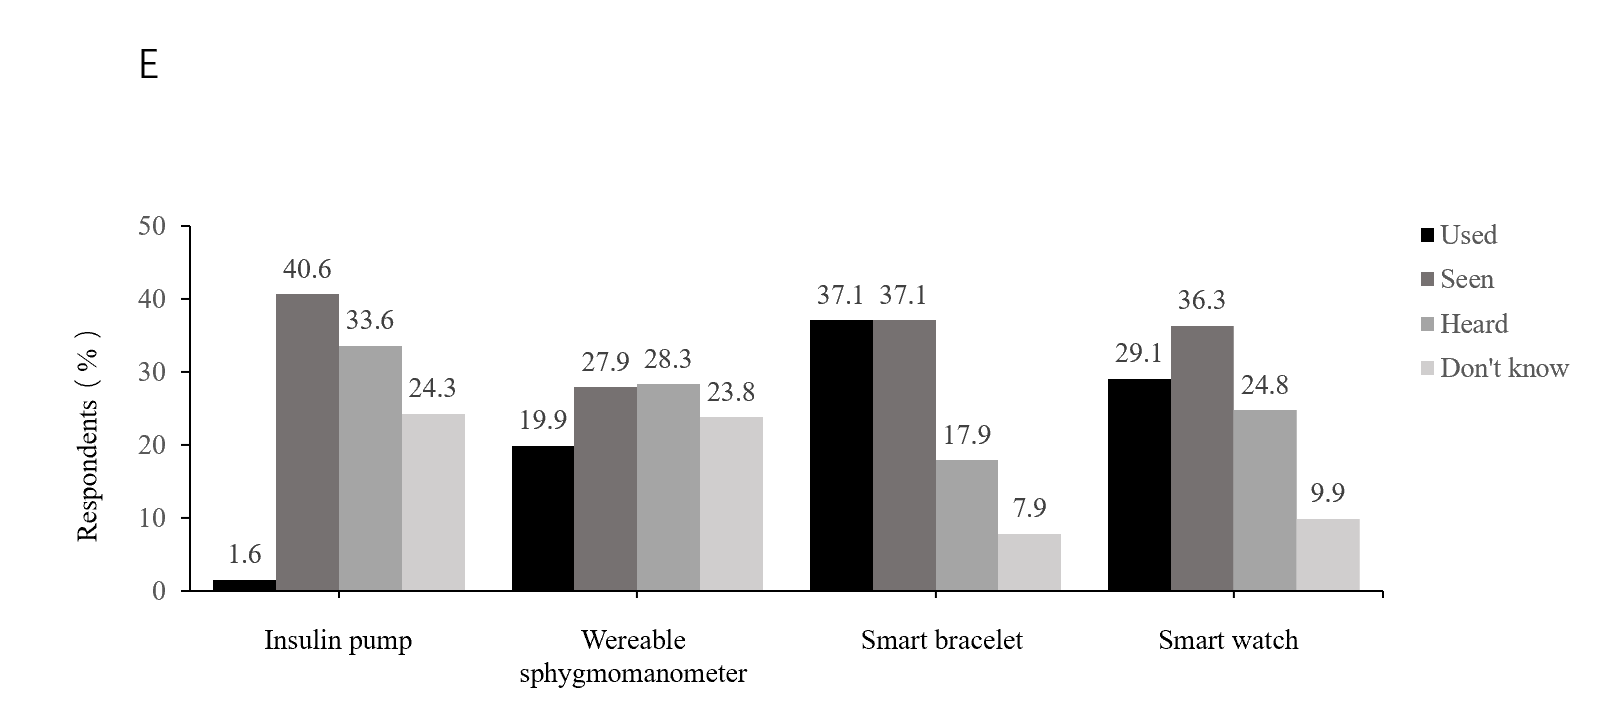 E
50
40
30
20
10
0
Respondents ( % )
1.6
40.6
33.6
24.3
19.9
27.9
28.3
23.8
37.1
37.1
17.9
7.9
29.1
36.3
24.8
9.9
Insulin pump
Wereable
sphygmomanometer
Smart bracelet
Smart watch
Used
Seen
Heard
Don't know